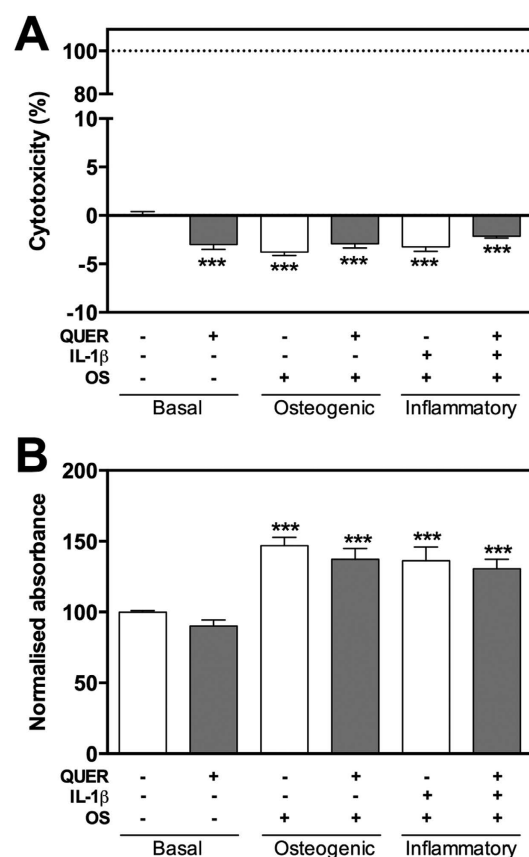 A
Cytotoxicity (%)
100
80
10
5
0
-5
-10
*** *** *** *** ***
QUER - + - + - +
IL-1β - - - - + +
OS - - + + + +
Basal Osteogenic Inflammatory
B
Normalised absorbance
200
150
100
50
0
*** *** *** ***
QUER - + - + - +
IL-1β - - - - + +
OS - - + + + +
Basal Osteogenic Inflammatory